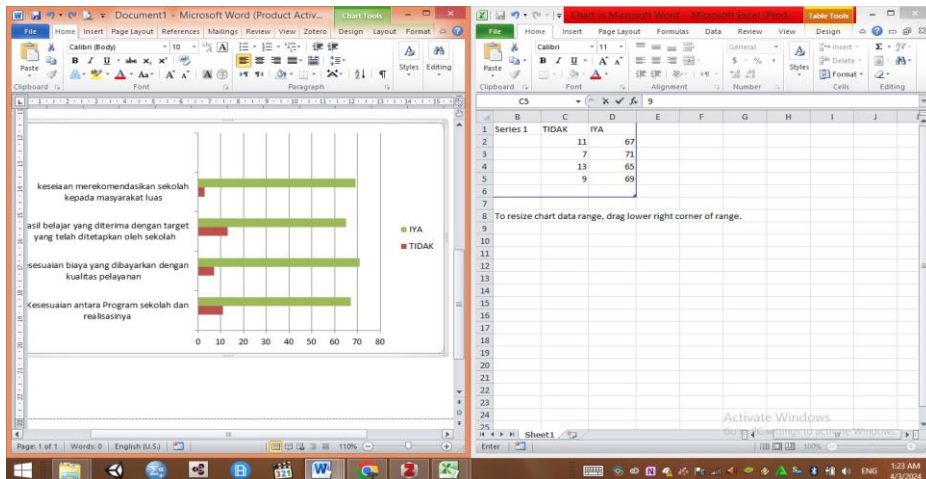 Document1 - Microsoft Word (Product Activ...
Chart Tools
File Home Insert Page Layout References Mailings Review View Zotero Design Layout Format
Calibri (Body) 10
Paste
Styles Editing
Clipboard Font Paragraph
keseiaan merekomendasikan sekolah
kepada masyarakat luas
asil belajar yang diterima dengan target
yang telah ditetapkan oleh sekolah
sesuaian biaya yang dibayarkan dengan
kualitas pelayanan
Kesesuaian antara Program sekolah dan
realisasinya
IYA
TIDAK
0 10 20 30 40 50 60 70 80
Page: 1 of 1 Words: 0 English (U.S.) 110%
Chart in Microsoft Word - Microsoft Excel (Prod...
Table Tools
File Home Insert Page Layout Formulas Data Review View Design
Calibri 11 General
Paste Styles
Insert
Delete
Format
Clipboard Font Alignment Number Cells Editing
C5 fx 9
B C D E F G H I J
1 Series 1 TIDAK IYA
2 11 67
3 7 71
4 13 65
5 9 69
6
7
8 To resize chart data range, drag lower right corner of range.
9
10
11
12
13
14
15
16
17
18
19
20
21
22
23
24
25
Activate Windows
Go to PC settings to activate Windows.
Sheet1
Enter 100%
ENG 1:23 AM
4/3/2024